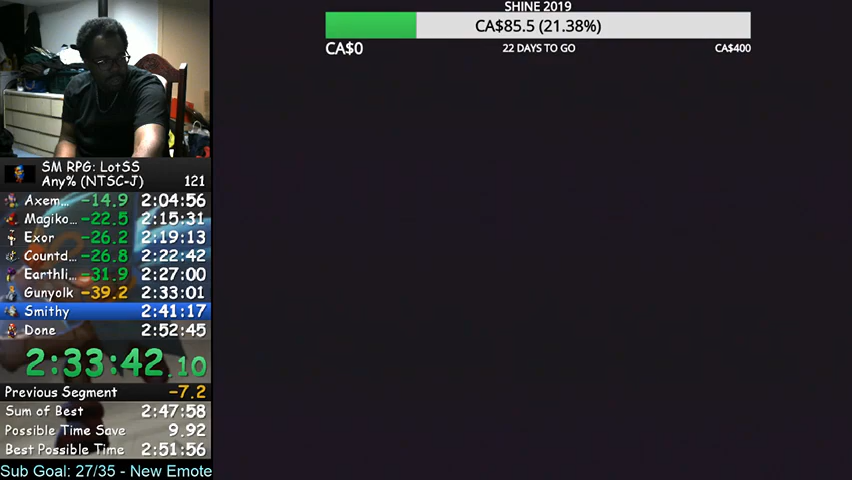 SHINE 2019
CA$85.5 (21.38%)
CA$0 22 DAYS TO GO CA$400
SM RPG: LotSS
Any% (NTSC-J) 121
Axem... -14.9 2:04:56
Magiko... -22.5 2:15:31
Exor -26.2 2:19:13
Countd... -26.8 2:22:42
Earthli... -31.9 2:27:00
Gunyolk -39.2 2:33:01
Smithy 2:41:17
Done 2:52:45
2:33:42.10
Previous Segment -7.2
Sum of Best 2:47:58
Possible Time Save 9.92
Best Possible Time 2:51:56
Sub Goal: 27/35 - New Emote